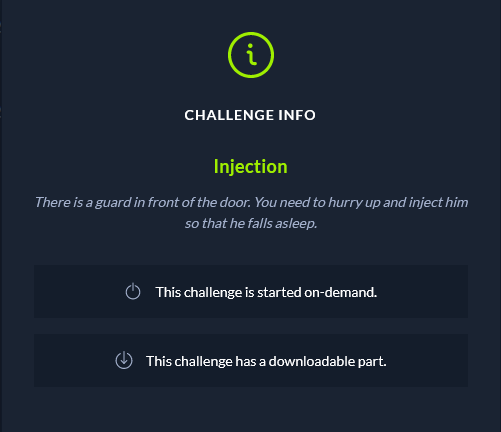 CHALLENGE INFO
Injection
There is a guard in front of the door. You need to hurry up and inject him
so that he falls asleep.
This challenge is started on-demand.
This challenge has a downloadable part.